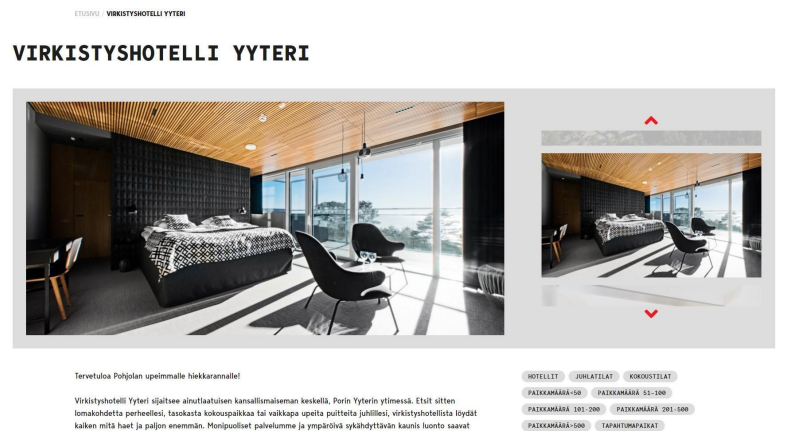 ETUSIVU / VIRKISTYSHOTELLI YYTERI
VIRKISTYSHOTELLI YYTERI
Tervetuloa Pohjolan upeimmalle hiekkarannalle!
Virkistyshotelli Yyteri sijaitsee ainutlaatuisen kansallismaiseman keskellä, Porin Yyterin ytimessä. Etsit sitten
lomakohdetta perheellesi, tasokasta kokouspaikkaa tai vaikkapa upeita puitteita juhlillesi, virkistyshotellista löydät
kaiken mitä haet ja paljon enemmän. Monipuoliset palvelumme ja ympäröivä sykähdyttävän kaunis luonto saavat
HOTELLIT JUHLATILAT KOKOUSTILAT
PAIKKAMÄÄRÄ<50 PAIKKAMÄÄRÄ 51-100
PAIKKAMÄÄRÄ 101-200 PAIKKAMÄÄRÄ 201-500
PAIKKAMÄÄRÄ>500 TAPAHTUMAPAIKAT